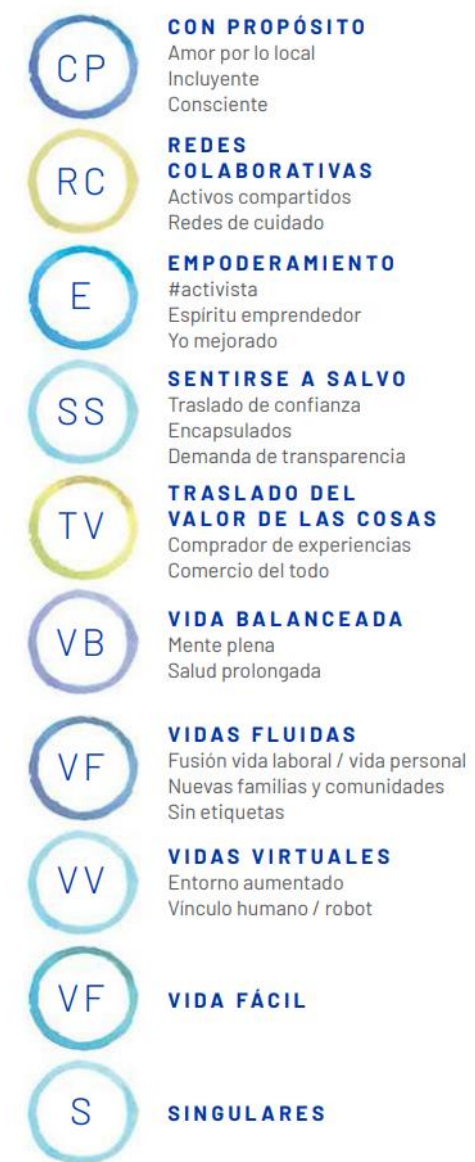 CP
CON PROPÓSITO
Amor por lo local
Incluyente
Consciente
RC
REDES
COLABORATIVAS
Activos compartidos
Redes de cuidado
E
EMPODERAMIENTO
#activista
Espíritu emprendedor
Yo mejorado
SS
SENTIRSE A SALVO
Traslado de confianza
Encapsulados
Demanda de transparencia
TV
TRASLADO DEL
VALOR DE LAS COSAS
Comprador de experiencias
Comercio del todo
VB
VIDA BALANCEADA
Mente plena
Salud prolongada
VF
VIDAS FLUIDAS
Fusión vida laboral / vida personal
Nuevas familias y comunidades
Sin etiquetas
VV
VIDAS VIRTUALES
Entorno aumentado
Vínculo humano / robot
VF
VIDA FÁCIL
S
SINGULARES